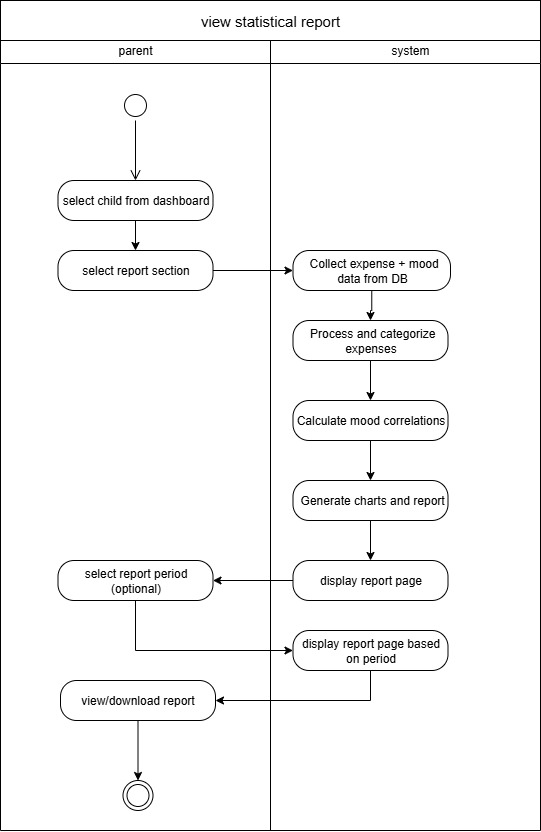 view statistical report
parent
system
select child from dashboard
select report section
Collect expense + mood
data from DB
Process and categorize
expenses
Calculate mood correlations
Generate charts and report
display report page
select report period
(optional)
display report page based
on period
view/download report